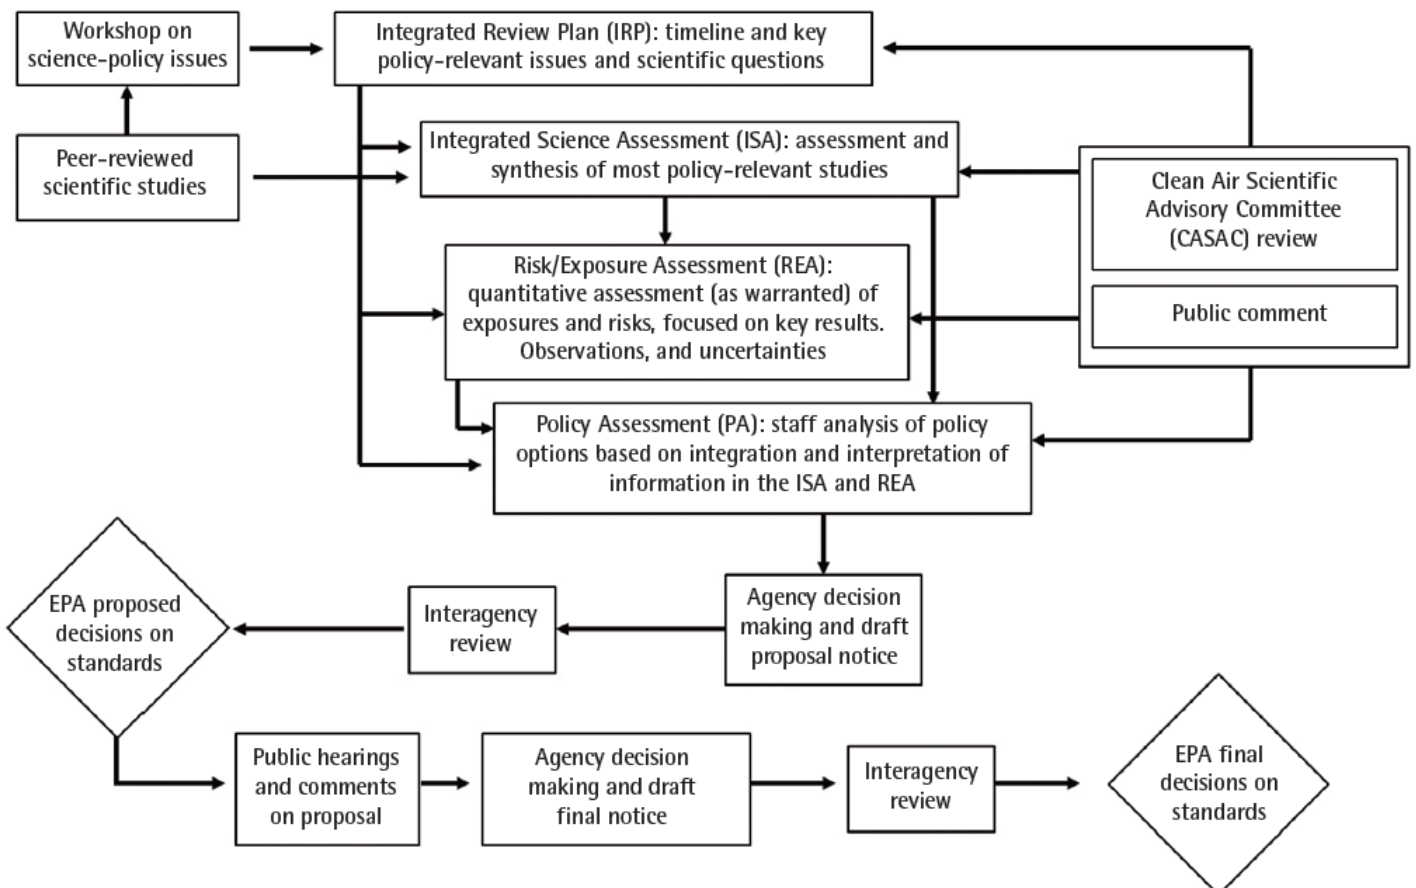 Workshop on
science-policy issues
Integrated Review Plan (IRP): timeline and key
policy-relevant issues and scientific questions
Peer-reviewed
scientific studies
Integrated Science Assessment (ISA): assessment and
synthesis of most policy-relevant studies
Clean Air Scientific
Advisory Committee
(CASAC) review
Public comment
Risk/Exposure Assessment (REA):
quantitative assessment (as warranted) of
exposures and risks, focused on key results.
Observations, and uncertainties
Policy Assessment (PA): staff analysis of policy
options based on integration and interpretation of
information in the ISA and REA
Agency decision
making and draft
proposal notice
Interagency
review
EPA proposed
decisions on
standards
Public hearings
and comments
on proposal
Agency decision
making and draft
final notice
Interagency
review
EPA final
decisions on
standards